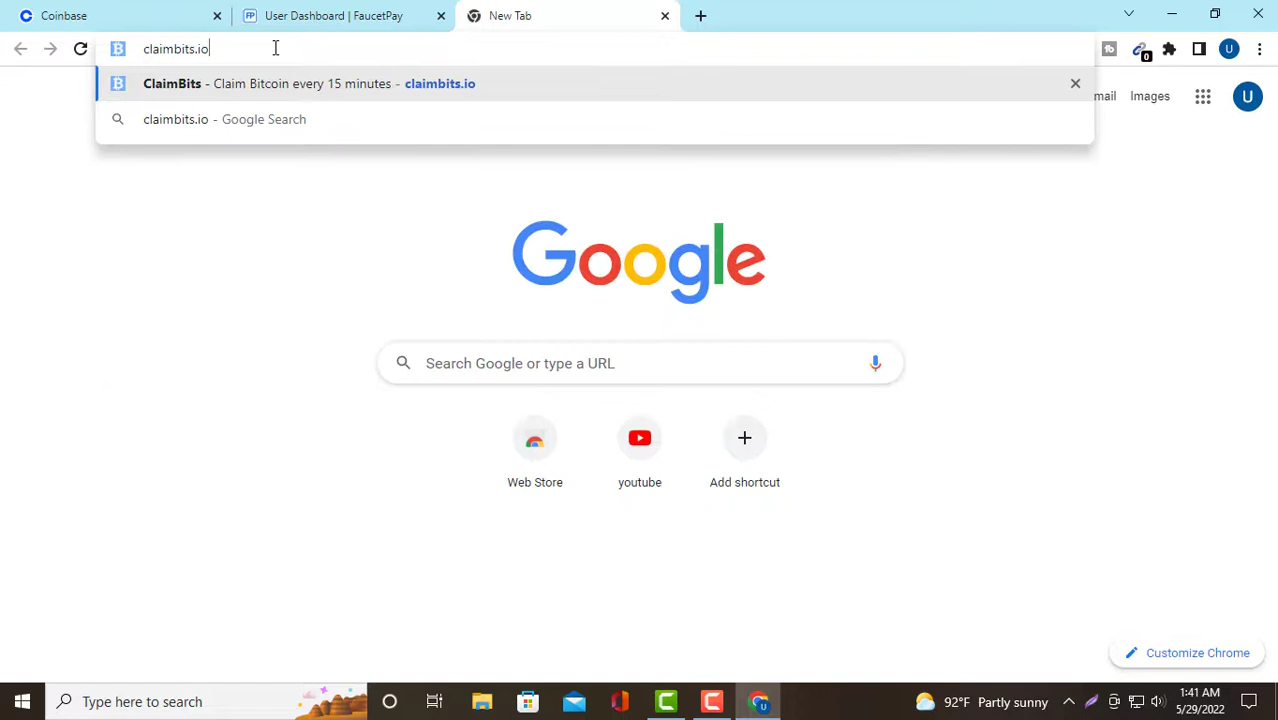 Coinbase
User Dashboard | FaucetPay
New Tab
claimbits.io
ClaimBits - Claim Bitcoin every 15 minutes - claimbits.io
claimbits.io - Google Search
mail
Images
U
U
fb
0
Google
Search Google or type a URL
Web Store
youtube
Add shortcut
Customize Chrome
Type here to search
92°F Partly sunny
1:41 AM
5/29/2022